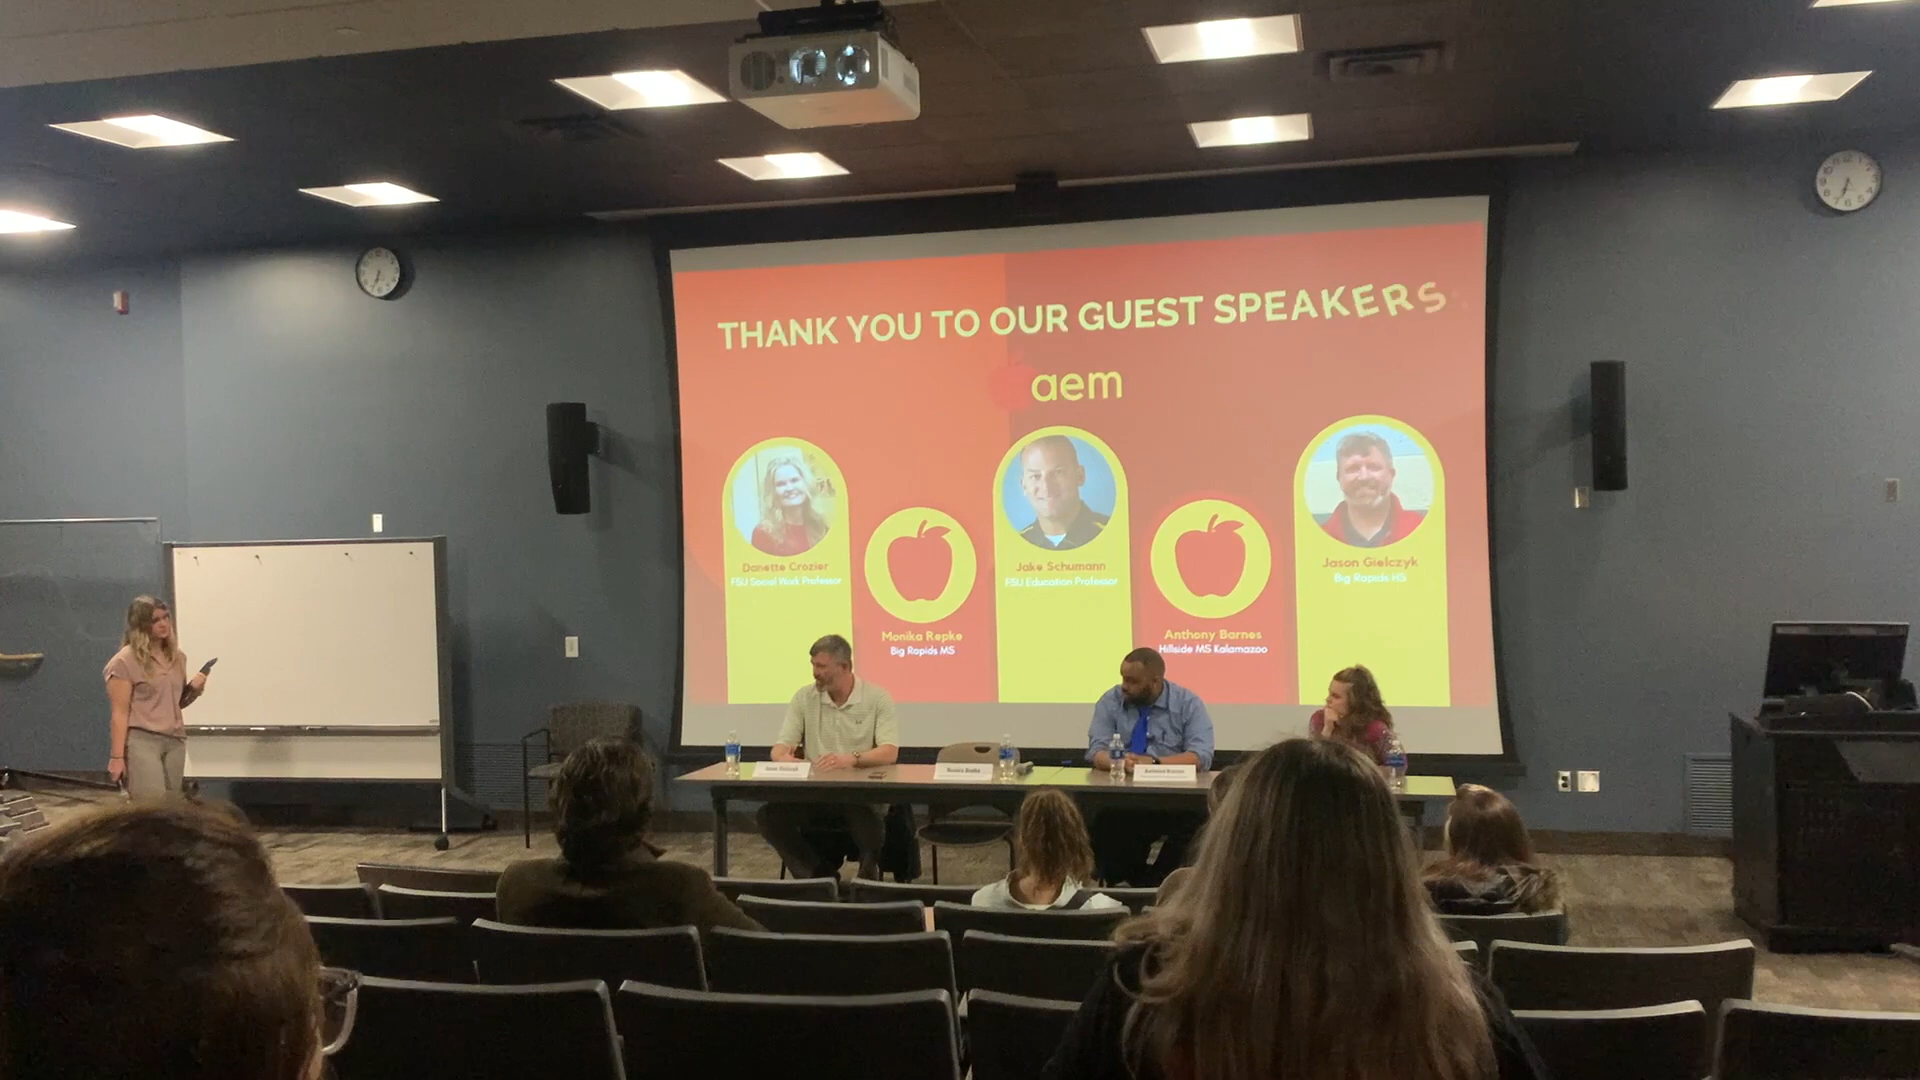 THANK YOU TO OUR GUEST SPEAKERS
aem
Danette Crozier
FSU Social Work Professor
Monika Repke
Big Rapids MS
Jake Schumann
FSU Education Professor
Anthony Barnes
Hillside MS Kalamazoo
Jason Gielczyk
Big Rapids HS